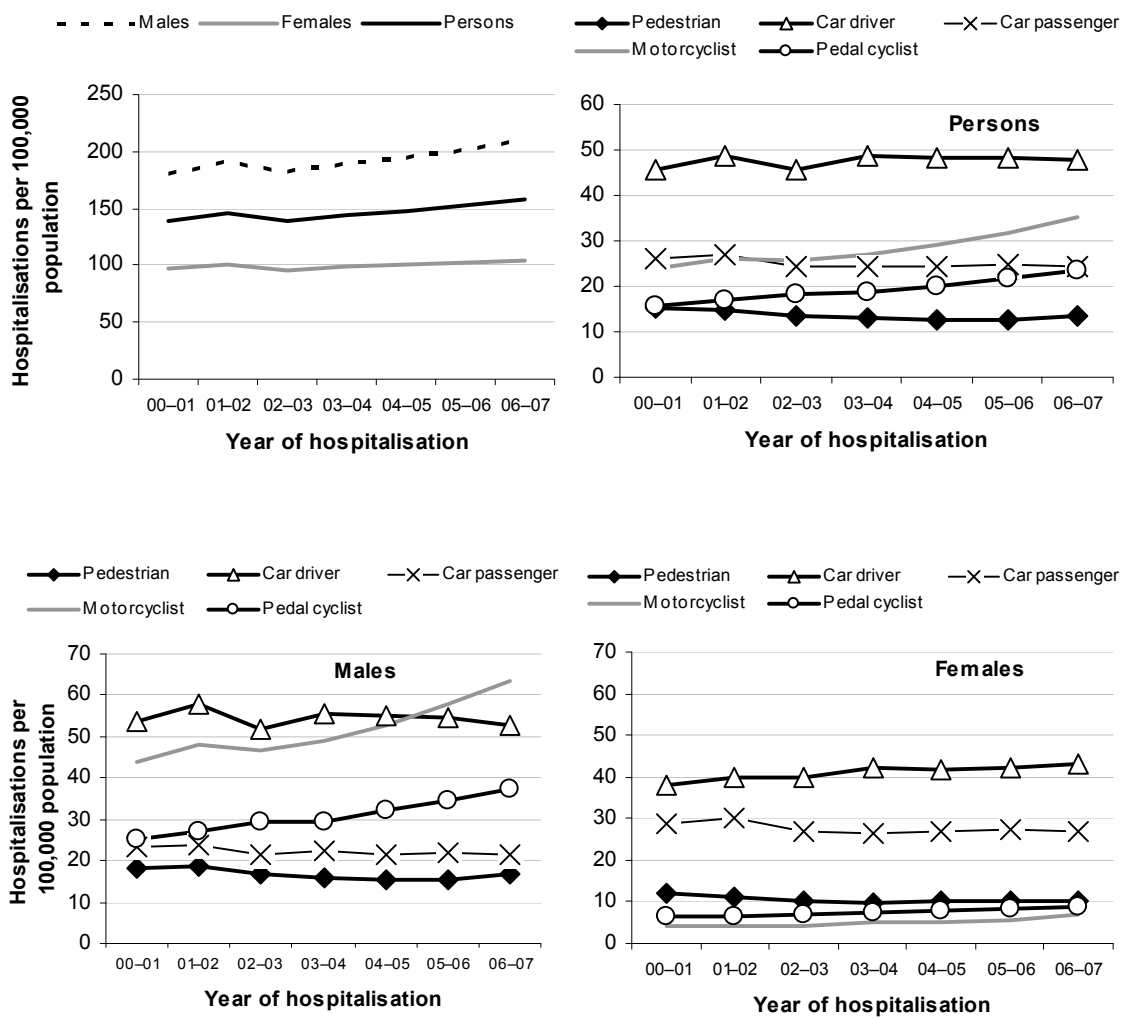 Males Females Persons
Hospitalisations per 100,000
population
250
200
150
100
50
0
00–01 01–02 02–03 03–04 04–05 05–06 06–07
Year of hospitalisation
Pedestrian Car driver Car passenger
Motorcyclist Pedal cyclist
Persons
60
50
40
30
20
10
0
00–01 01–02 02–03 03–04 04–05 05–06 06–07
Year of hospitalisation
Pedestrian Car driver Car passenger
Motorcyclist Pedal cyclist
Males
Hospitalisations per
100,000 population
70
60
50
40
30
20
10
0
00–01 01–02 02–03 03–04 04–05 05–06 06–07
Year of hospitalisation
Pedestrian Car driver Car passenger
Motorcyclist Pedal cyclist
Females
70
60
50
40
30
20
10
0
00–01 01–02 02–03 03–04 04–05 05–06 06–07
Year of hospitalisation